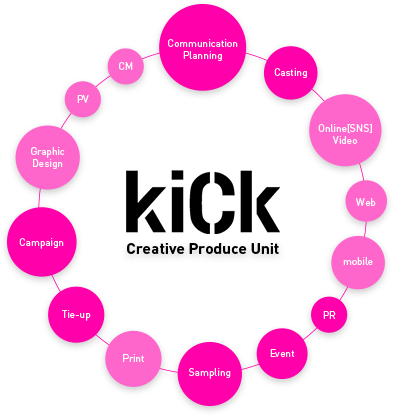 Communication
Planning
Casting
Online[SNS]
Video
Web
mobile
PR
Event
Sampling
Print
Tie-up
Campaign
Graphic
Design
PV
CM
kiCk
Creative Produce Unit